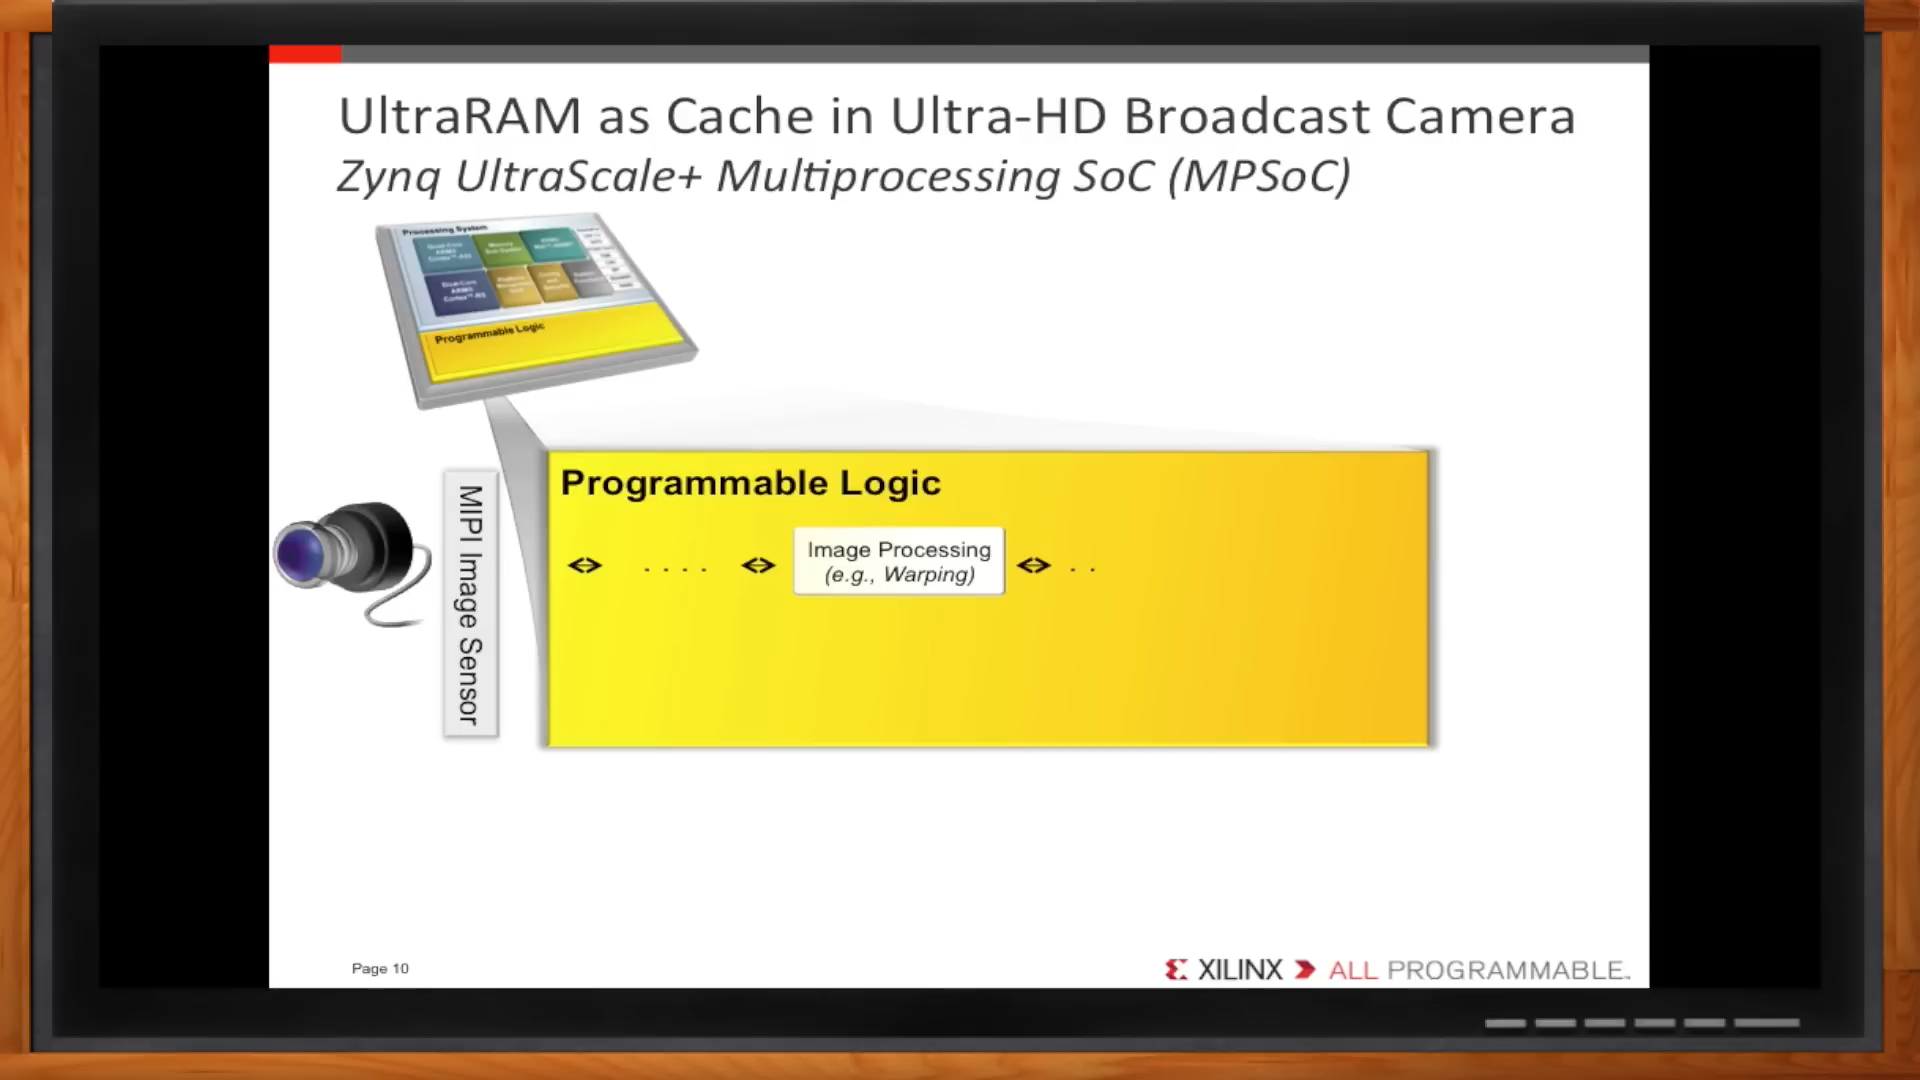 UltraRAM as Cache in Ultra-HD Broadcast Camera
Zynq UltraScale+ Multiprocessing SoC (MPSoC)
Processing System
Programmable Logic
MIPI Image Sensor
Programmable Logic
Image Processing
(e.g., Warping)
Page 10
XILINX ALL PROGRAMMABLE™